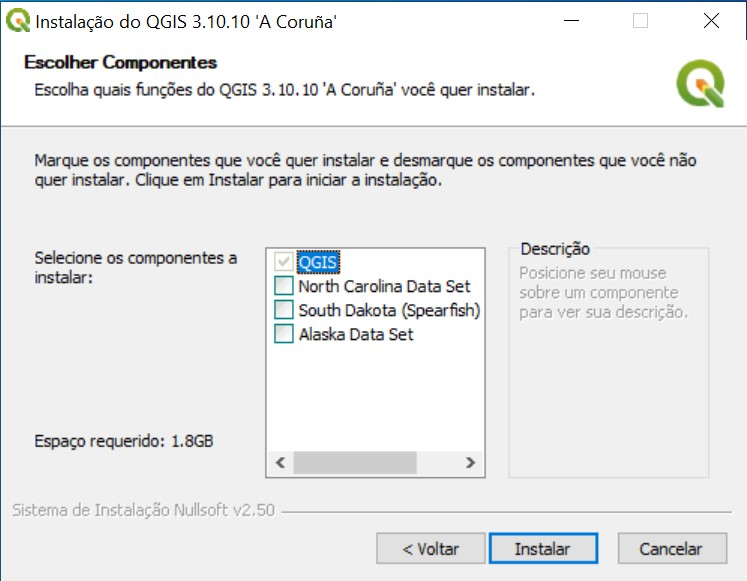 Instalação do QGIS 3.10.10 'A Coruña'
Escolher Componentes
Escolha quais funções do QGIS 3.10.10 'A Coruña' você quer instalar.
Marque os componentes que você quer instalar e desmarque os componentes que você não
quer instalar. Clique em Instalar para iniciar a instalação.
Selecione os componentes a
instalar:
QGIS
North Carolina Data Set
South Dakota (Spearfish)
Alaska Data Set
Descrição
Posicione seu mouse
sobre um componente
para ver sua descrição.
Espaço requerido: 1.8GB
Sistema de Instalação Nullsoft v2.50
< Voltar
Instalar
Cancelar